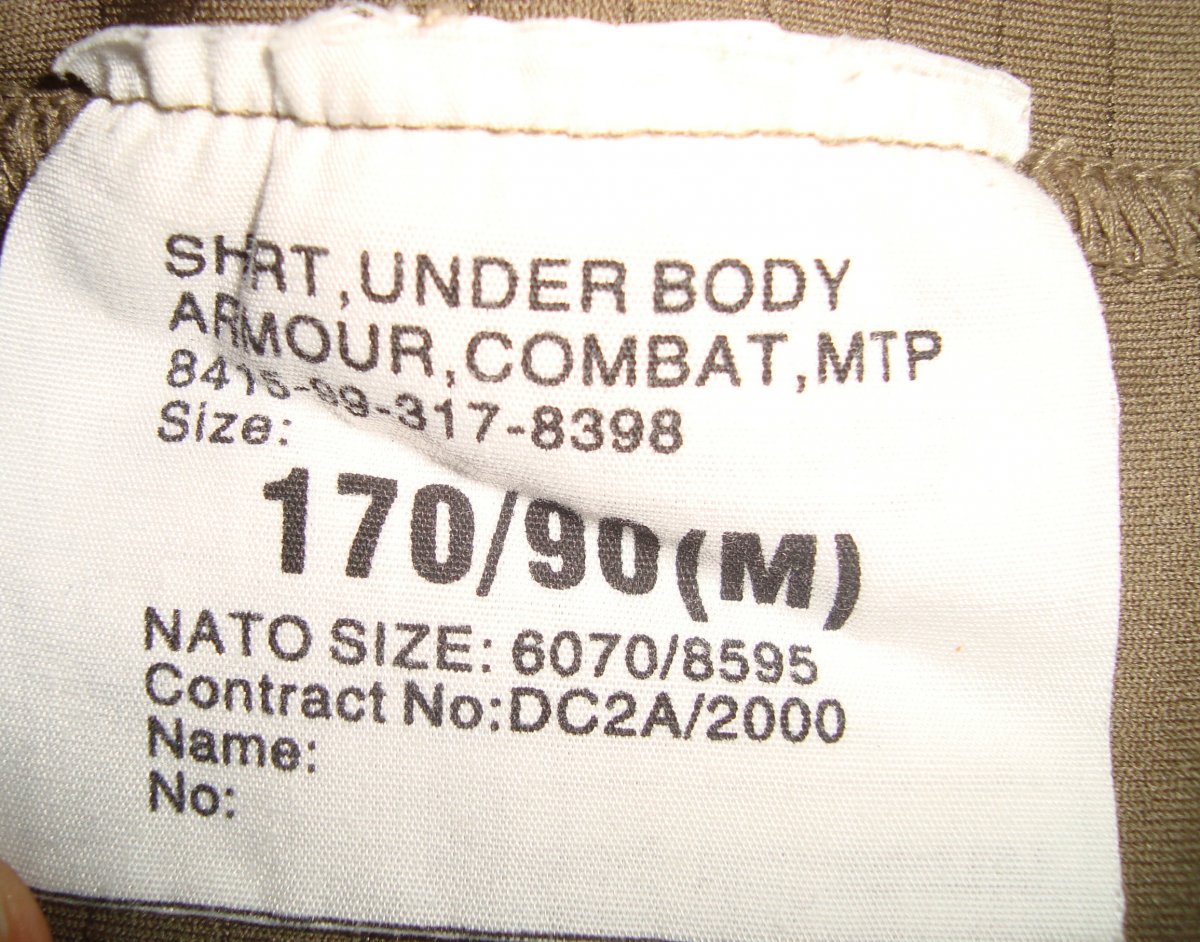 SHIRT,UNDER BODY
ARMOUR,COMBAT,MTP
8415-99-317-8398
Size:
170/90(M)
NATO SIZE: 6070/8595
Contract No:DC2A/2000
Name:
No: